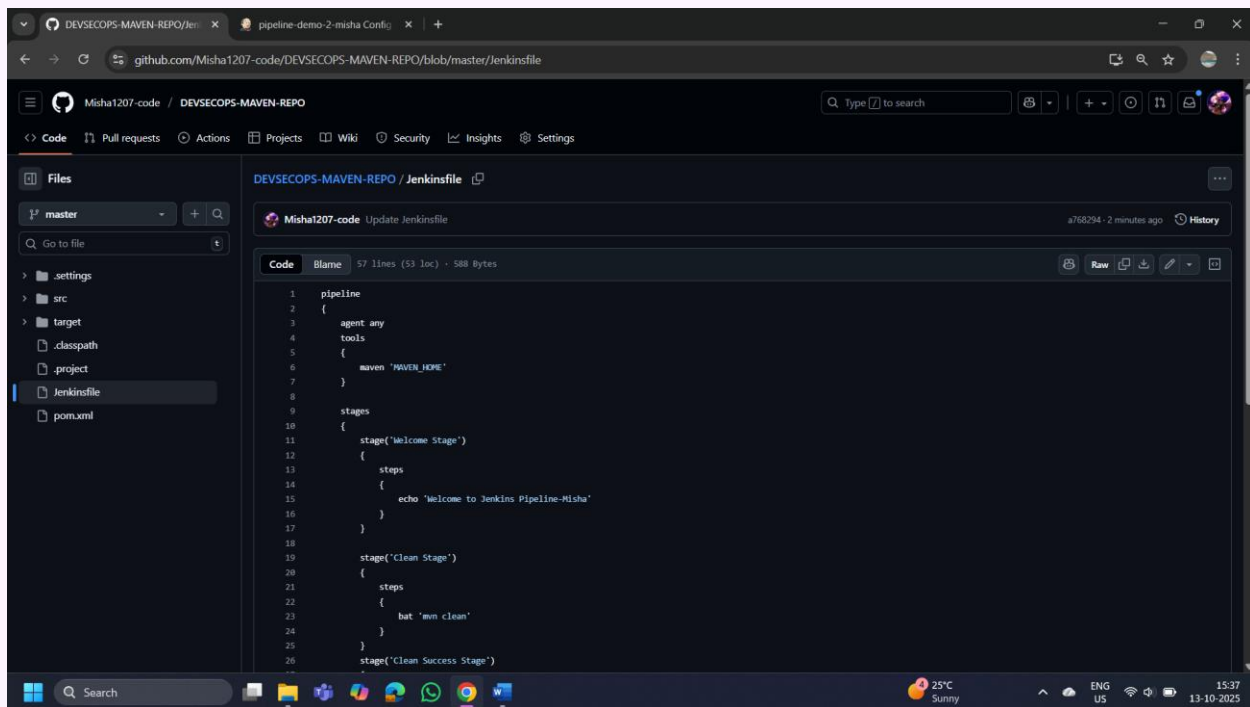 DEVSECOPS-MAVEN-REPO/Jen
pipeline-demo-2-misha Config
github.com/Misha1207-code/DEVSECOPS-MAVEN-REPO/blob/master/Jenkinsfile
Misha1207-code / DEVSECOPS-MAVEN-REPO
Type / to search
<> Code Pull requests Actions Projects Wiki Security Insights Settings
Files
DEVSECOPS-MAVEN-REPO / Jenkinsfile
master
Misha1207-code Update Jenkinsfile
a768294 · 2 minutes ago History
Go to file t
Code Blame 57 lines (53 loc) · 588 Bytes
Raw
.settings
src
target
.classpath
.project
Jenkinsfile
pom.xml
1 pipeline
2 {
3 agent any
4 tools
5 {
6 maven 'MAVEN_HOME'
7 }
8
9 stages
10 {
11 stage('Welcome Stage')
12 {
13 steps
14 {
15 echo 'Welcome to Jenkins Pipeline-Misha'
16 }
17 }
18
19 stage('Clean Stage')
20 {
21 steps
22 {
23 bat 'mvn clean'
24 }
25 }
26 stage('Clean Success Stage')
Search
4
25°C
Sunny
ENG
US
15:37
13-10-2025